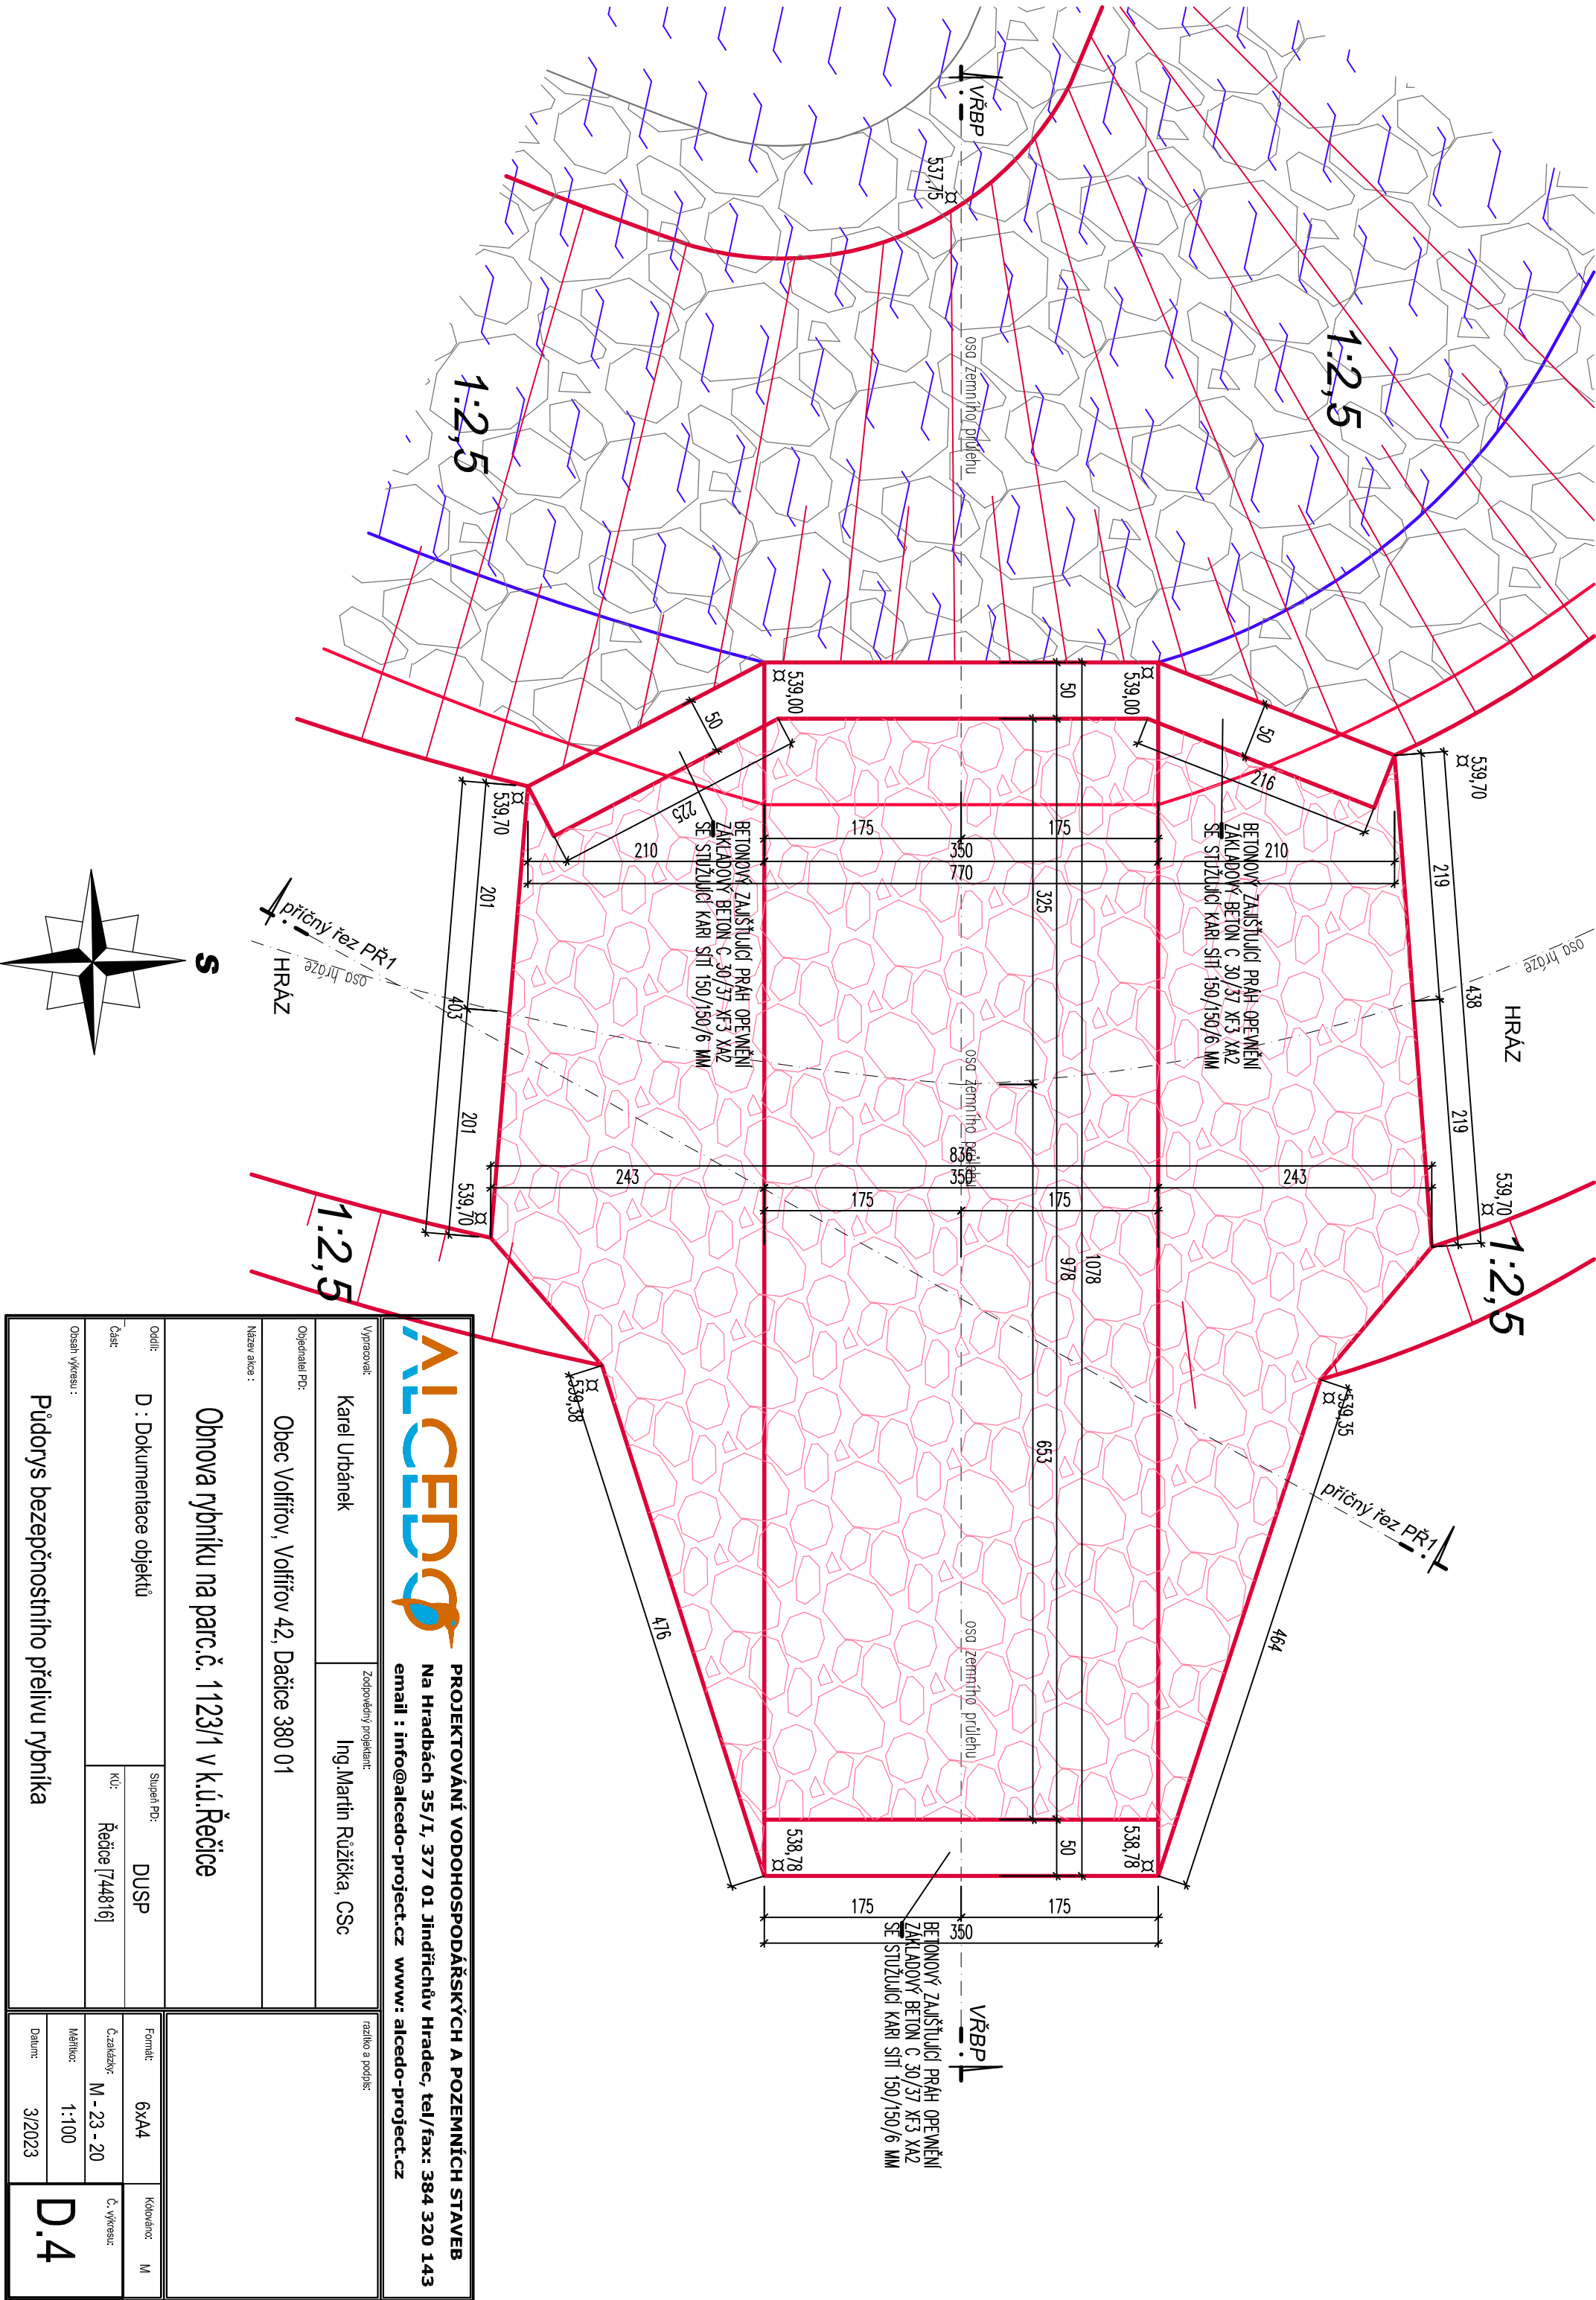 VŘBP
537,75
1:2,5
1:2,5
osa zemního průlehu
539,00
539,00
50
50
50
216
225
539,70
539,70
175
175
210
350
210
770
325
BETONOVÝ ZAJIŠŤUJÍCÍ PRÁH OPEVNĚNÍ
ZÁKLADOVÝ BETON C 30/37 XF3 XA2
SE STUŽUJÍCÍ KARI SÍTÍ 150/150/6 MM
BETONOVÝ ZAJIŠŤUJÍCÍ PRÁH OPEVNĚNÍ
ZÁKLADOVÝ BETON C 30/37 XF3 XA2
SE STUŽUJÍCÍ KARI SÍTÍ 150/150/6 MM
219
438
219
osa hráze
HRÁZ
201
403
201
příčný řez PŘ1
osa hráze
HRÁZ
S
osa zemního průlehu
836
350
243
243
175
175
1078
978
539,70
539,70
1:2,5
1:2,5
539,38
539,35
653
příčný řez PŘ1
476
464
osa zemního průlehu
538,78
538,78
50
175
175
350
BETONOVÝ ZAJIŠŤUJÍCÍ PRÁH OPEVNĚNÍ
ZÁKLADOVÝ BETON C 30/37 XF3 XA2
SE STUŽUJÍCÍ KARI SÍTÍ 150/150/6 MM
VŘBP
ALCEDO
PROJEKTOVÁNÍ VODOHOSPODÁŘSKÝCH A POZEMNÍCH STAVEB
Na Hradbách 35/I, 377 01 Jindřichův Hradec, tel/fax: 384 320 143
email : info@alcedo-project.cz www: alcedo-project.cz
Vypracoval: Karel Urbánek
Zodpovědný projektant: Ing.Martin Růžička, CSc
razítko a podpis:
Objednatel PD: Obec Volfířov, Volfířov 42, Dačice 380 01
Název akce : Obnova rybníku na parc.č. 1123/1 v k.ú.Řečice
Oddíl: D : Dokumentace objektů
Stupeň PD: DUSP
Část:
KÚ: Řečice [744816]
Obsah výkresu : Půdorys bezepčnostního přelivu rybníka
Formát: 6xA4
Kótováno: M
Č.zakázky: M - 23 - 20
Č. výkresu:
Měřítko: 1:100
Datum: 3/2023
D.4